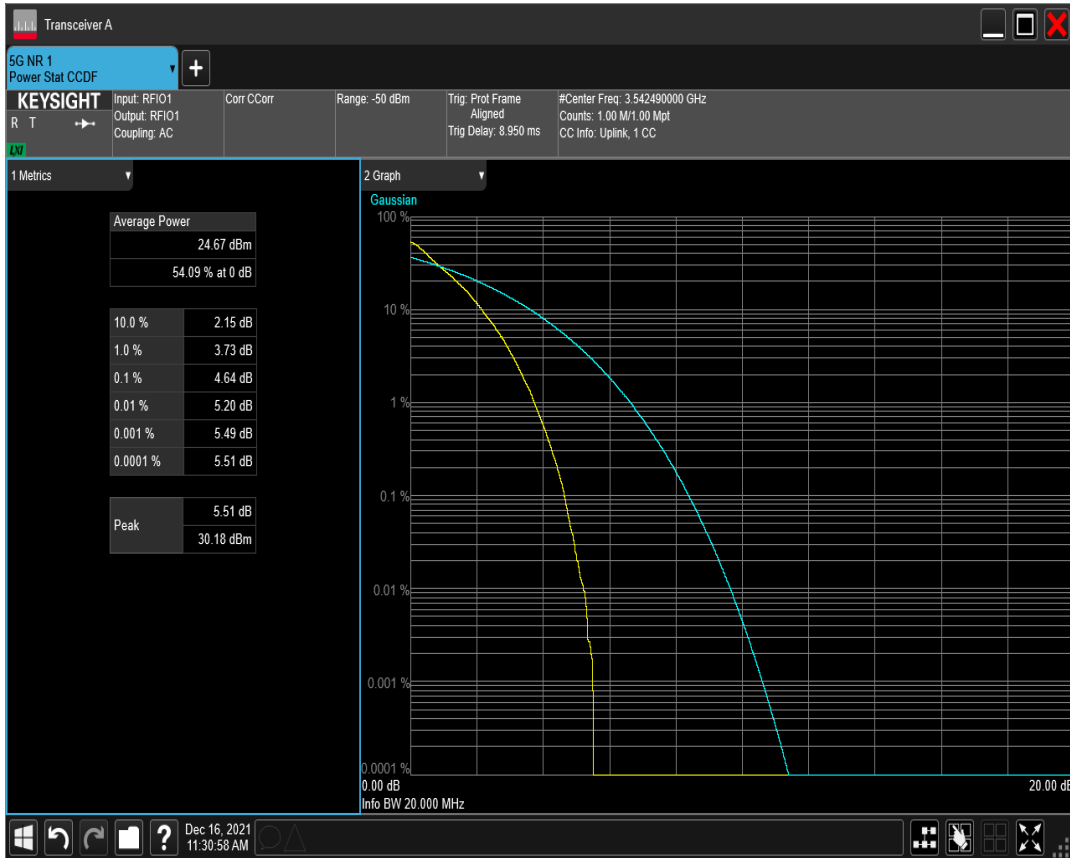 Transceiver A
5G NR 1
Power Stat CCDF
KEYSIGHT
R T
LXI
Input: RFIO1
Output: RFIO1
Coupling: AC
Corr CCorr
Range: -50 dBm
Trig: Prot Frame
Aligned
Trig Delay: 8.950 ms
#Center Freq: 3.542490000 GHz
Counts: 1.00 M/1.00 Mpt
CC Info: Uplink, 1 CC
1 Metrics
Average Power
24.67 dBm
54.09 % at 0 dB
10.0 % 2.15 dB
1.0 % 3.73 dB
0.1 % 4.64 dB
0.01 % 5.20 dB
0.001 % 5.49 dB
0.0001 % 5.51 dB
Peak
5.51 dB
30.18 dBm
2 Graph
Gaussian
100 %
10 %
1 %
0.1 %
0.01 %
0.001 %
0.0001 %
0.00 dB
20.00 dB
Info BW 20.000 MHz
?
Dec 16, 2021
11:30:58 AM